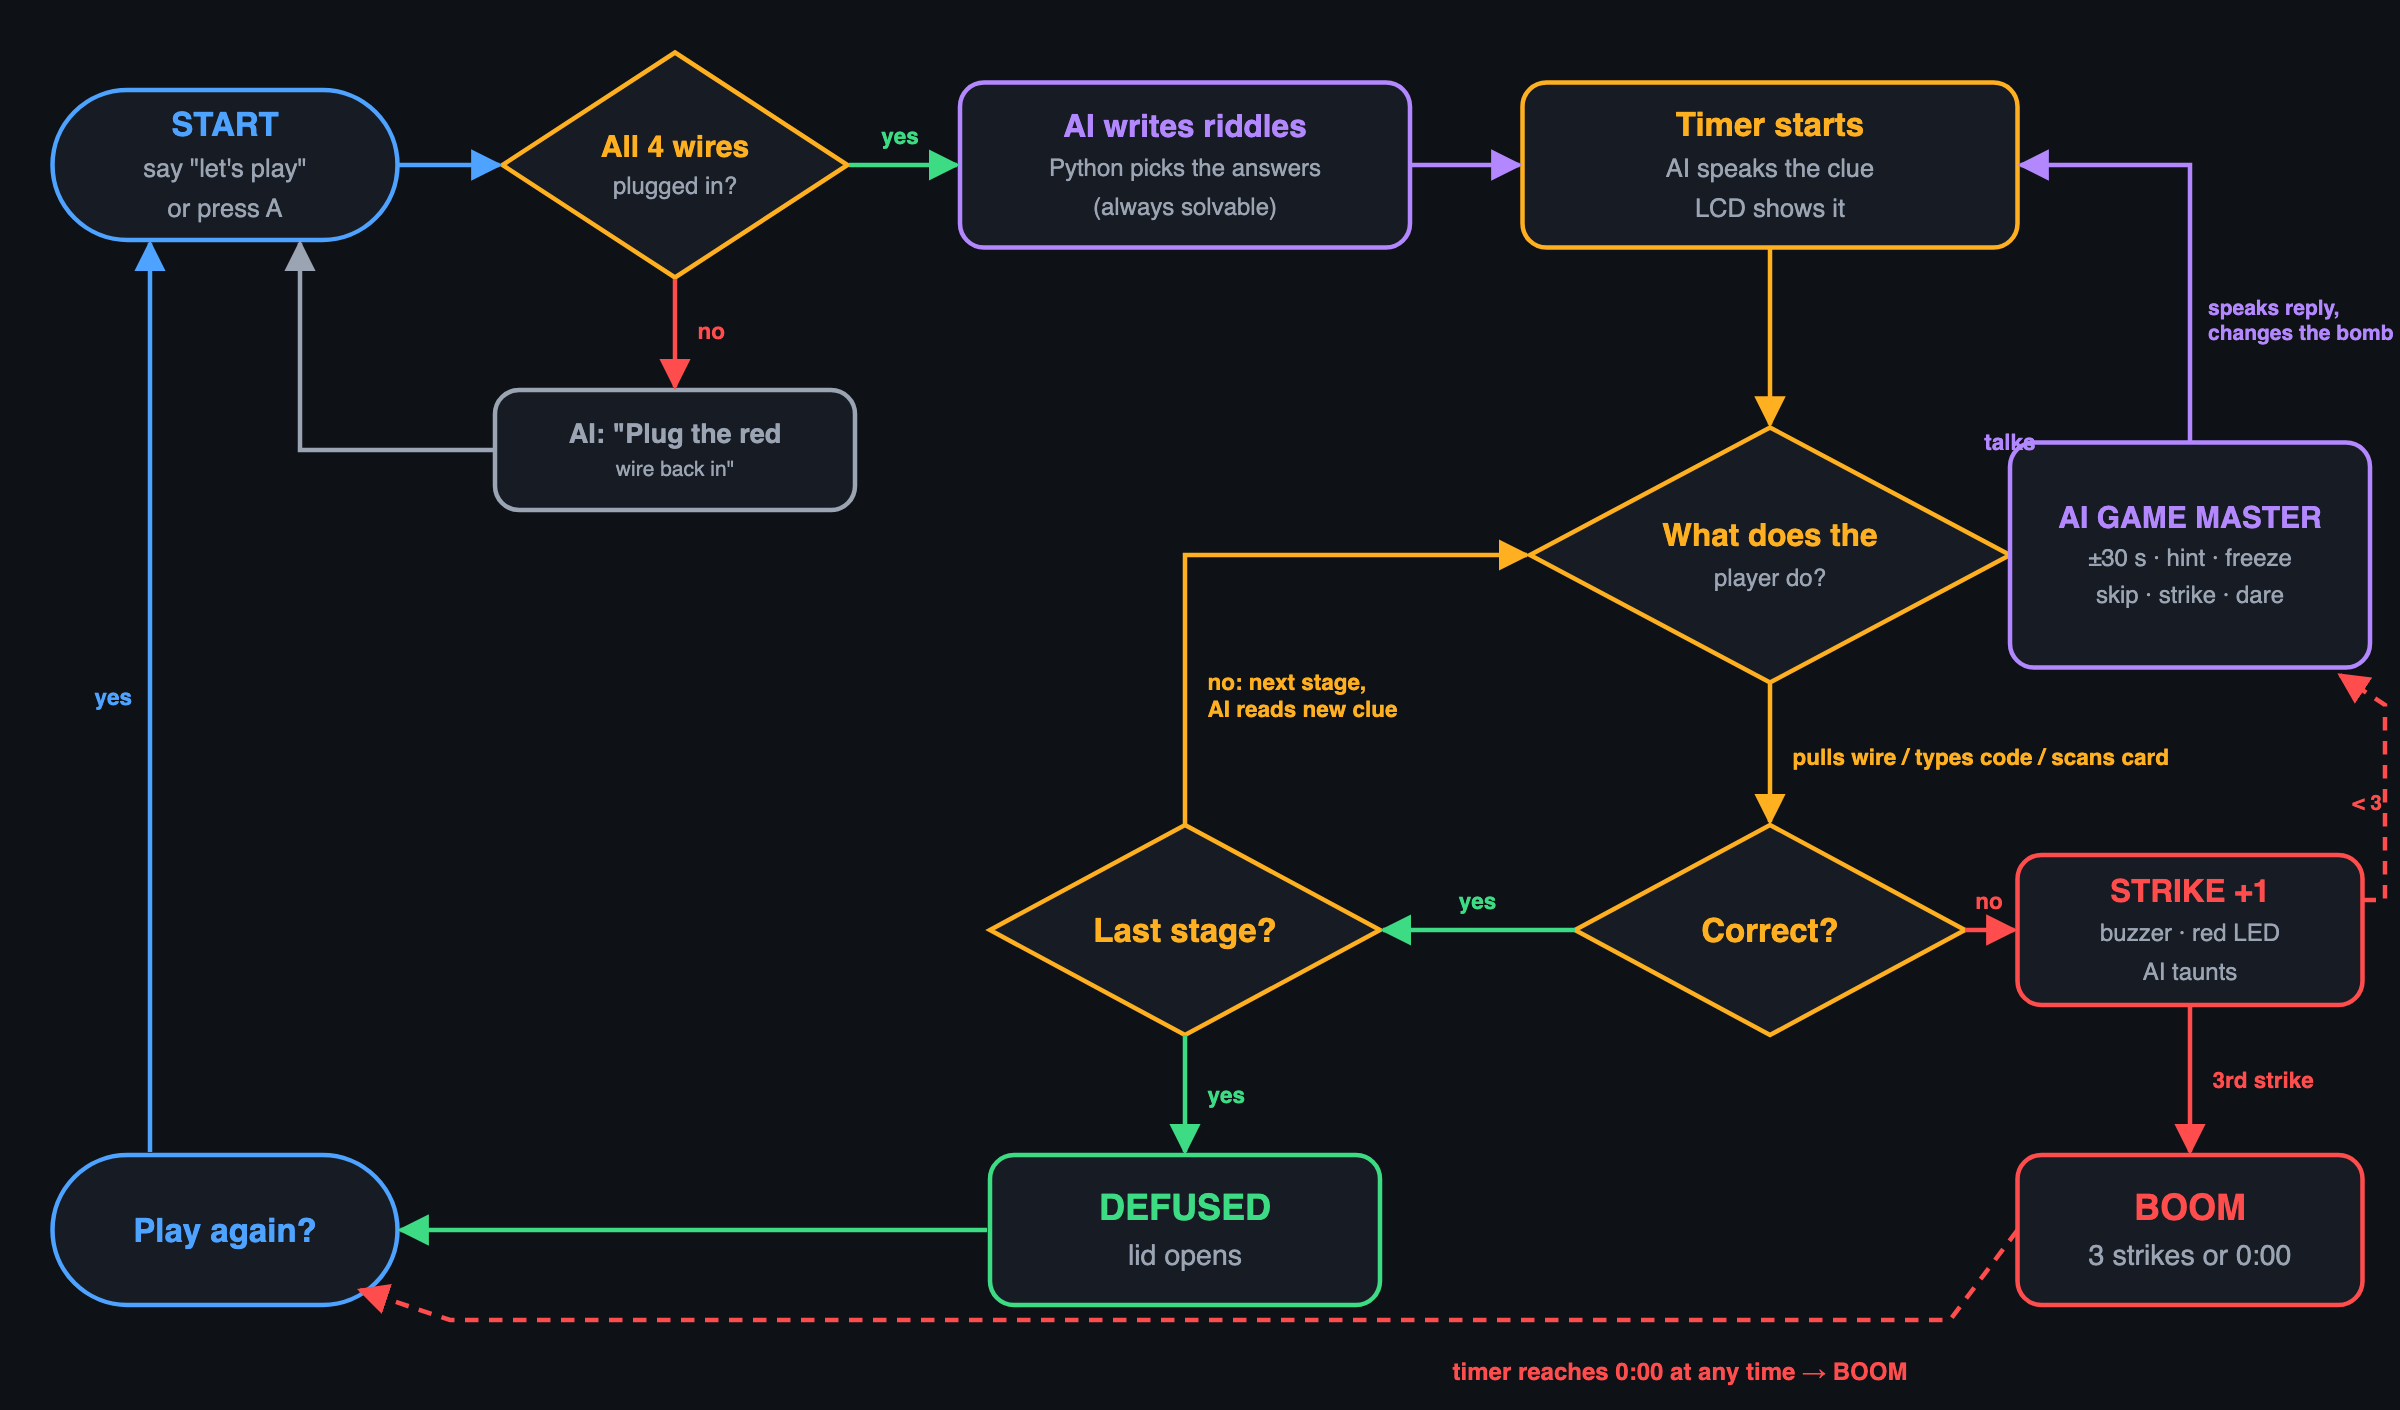 START
say "let's play"
or press A
All 4 wires
plugged in?
yes
AI writes riddles
Python picks the answers
(always solvable)
Timer starts
AI speaks the clue
LCD shows it
speaks reply,
changes the bomb
no
AI: "Plug the red
wire back in"
talks
What does the
player do?
AI GAME MASTER
±30 s · hint · freeze
skip · strike · dare
yes
no: next stage,
AI reads new clue
pulls wire / types code / scans card
< 3
Last stage?
yes
Correct?
no
STRIKE +1
buzzer · red LED
AI taunts
yes
3rd strike
Play again?
DEFUSED
lid opens
BOOM
3 strikes or 0:00
timer reaches 0:00 at any time → BOOM